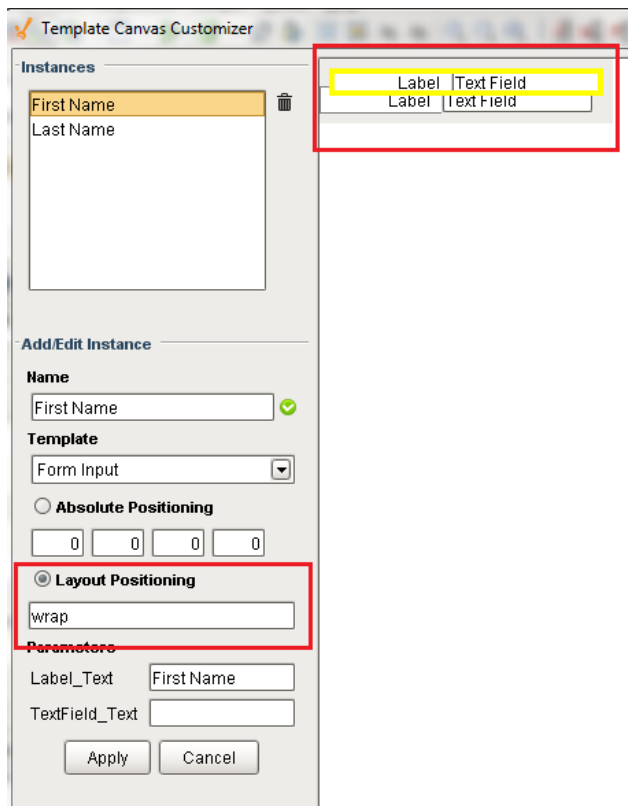 Template Canvas Customizer
Instances
First Name
Last Name
Label Text Field
Label Text Field
Add/Edit Instance
Name
First Name
Template
Form Input
Absolute Positioning
0 0 0 0
Layout Positioning
wrap
Parameters
Label_Text First Name
TextField_Text
Apply Cancel